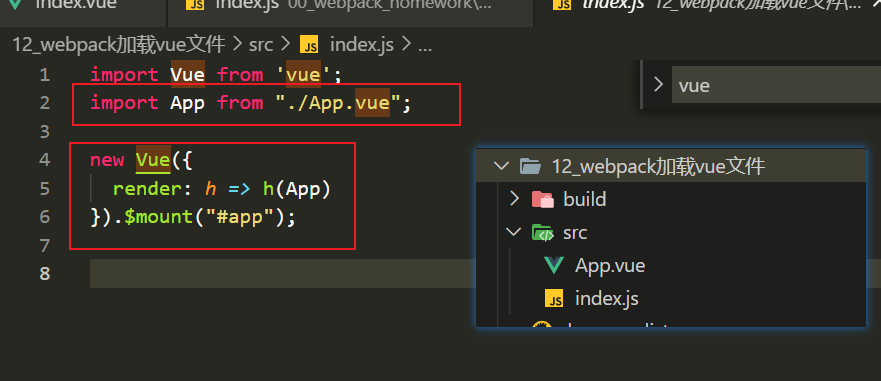 index.vue
index.js 00_webpack_homework\...
index.js 12_webpack加载vue文件\...
12_webpack加载vue文件 > src > JS index.js > ...
1 import Vue from 'vue';
2 import App from "./App.vue";
3
4 new Vue({
5 render: h => h(App)
6 }).$mount("#app");
7
8
vue
12_webpack加载vue文件
build
src
App.vue
JS index.js